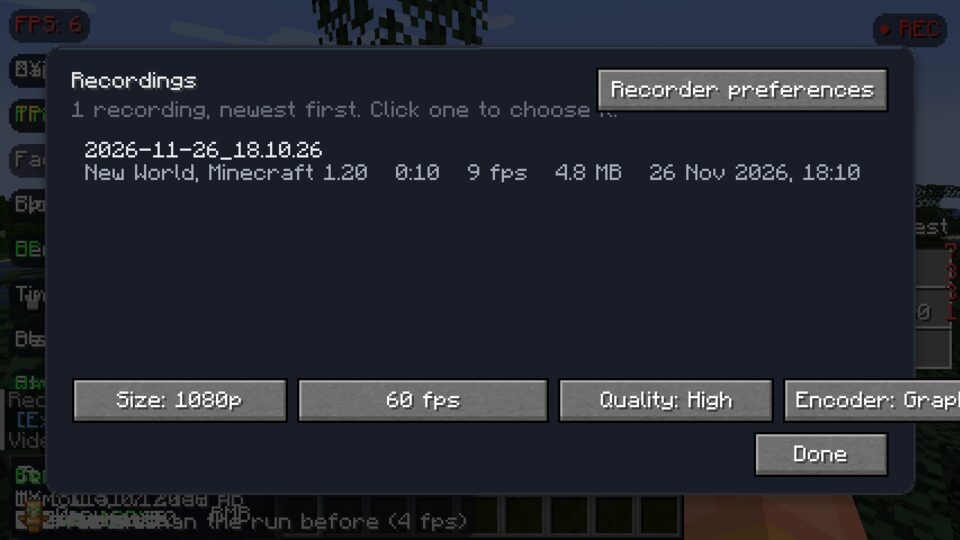 FPS: 6
● REC
Recordings
Recorder preferences
1 recording, newest first. Click one to choose it.
2026-11-26_18.10.26
New World, Minecraft 1.20 0:10 9 fps 4.8 MB 26 Nov 2026, 18:10
Size: 1080p
60 fps
Quality: High
Encoder: Grap
Done
run before (4 fps)